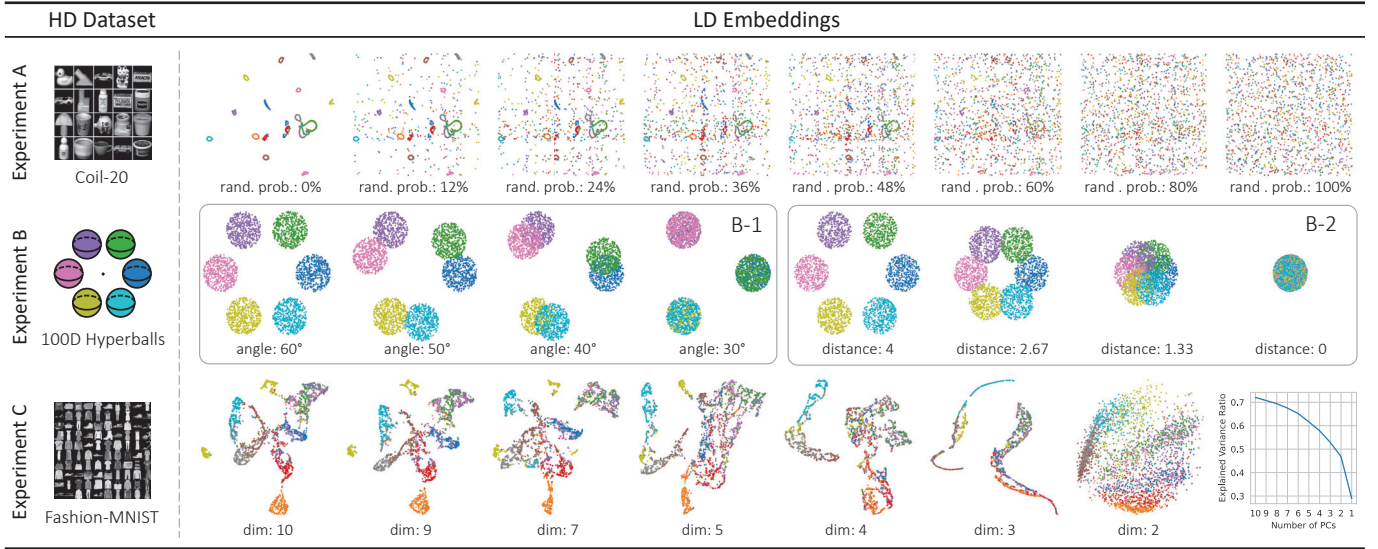 HD Dataset
LD Embeddings
Experiment A
Coil-20
rand. prob.: 0%
rand. prob.: 12%
rand. prob.: 24%
rand. prob.: 36%
rand . prob.: 48%
rand . prob.: 60%
rand . prob.: 80%
rand . prob.: 100%
Experiment B
100D Hyperballs
B-1
angle: 60°
angle: 50°
angle: 40°
angle: 30°
B-2
distance: 4
distance: 2.67
distance: 1.33
distance: 0
Experiment C
Fashion-MNIST
dim: 10
dim: 9
dim: 7
dim: 5
dim: 4
dim: 3
dim: 2
Explained Variance Ratio
0.7
0.6
0.5
0.4
0.3
10 9 8 7 6 5 4 3 2 1
Number of PCs